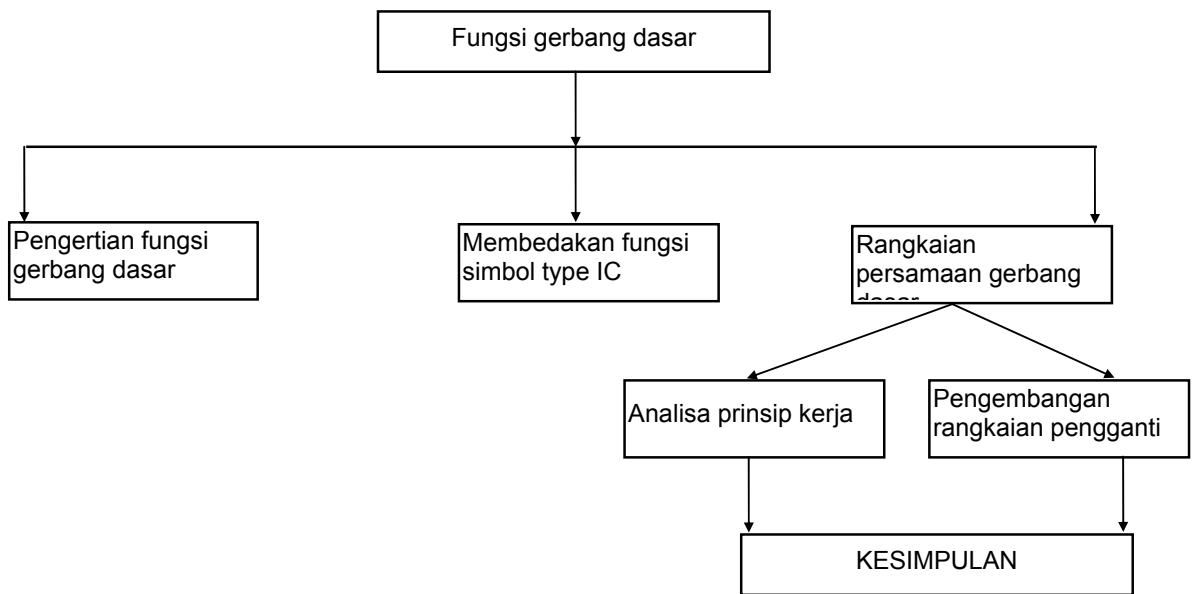 Fungsi gerbang dasar
Pengertian fungsi
gerbang dasar
Membedakan fungsi
simbol type IC
Rangkaian
persamaan gerbang
dasar
Analisa prinsip kerja
Pengembangan
rangkaian pengganti
KESIMPULAN